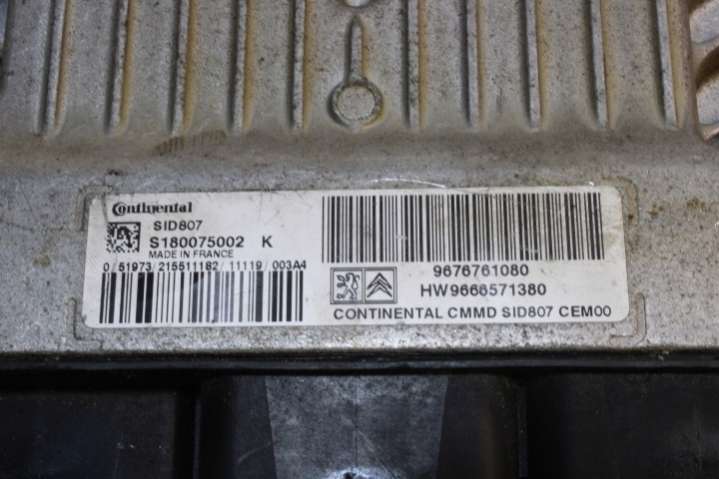 Continental
SID807
S180075002 K
MADE IN FRANCE
0/51973/215511182/11119/003A4
9676761080
HW9666571380
CONTINENTAL CMMD SID807 CEM00